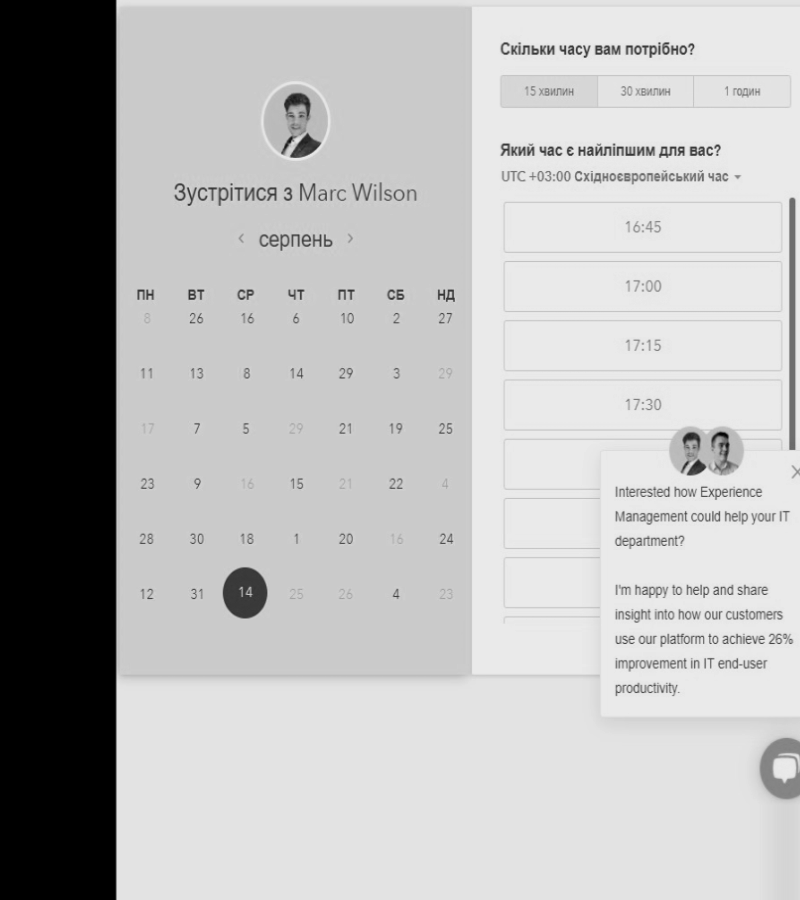 Зустрітися з Marc Wilson
серпень
ПН ВТ СР ЧТ ПТ СБ НД
8 26 16 6 10 2 27
11 13 8 14 29 3 29
17 7 5 29 21 19 25
23 9 16 15 21 22 4
28 30 18 1 20 16 24
12 31 14 25 26 4 23
Скільки часу вам потрібно?
15 хвилин 30 хвилин 1 годин
Який час є найліпшим для вас?
UTC +03:00 Східноєвропейський час
16:45
17:00
17:15
17:30
Interested how Experience
Management could help your IT
department?
I'm happy to help and share
insight into how our customers
use our platform to achieve 26%
improvement in IT end-user
productivity.